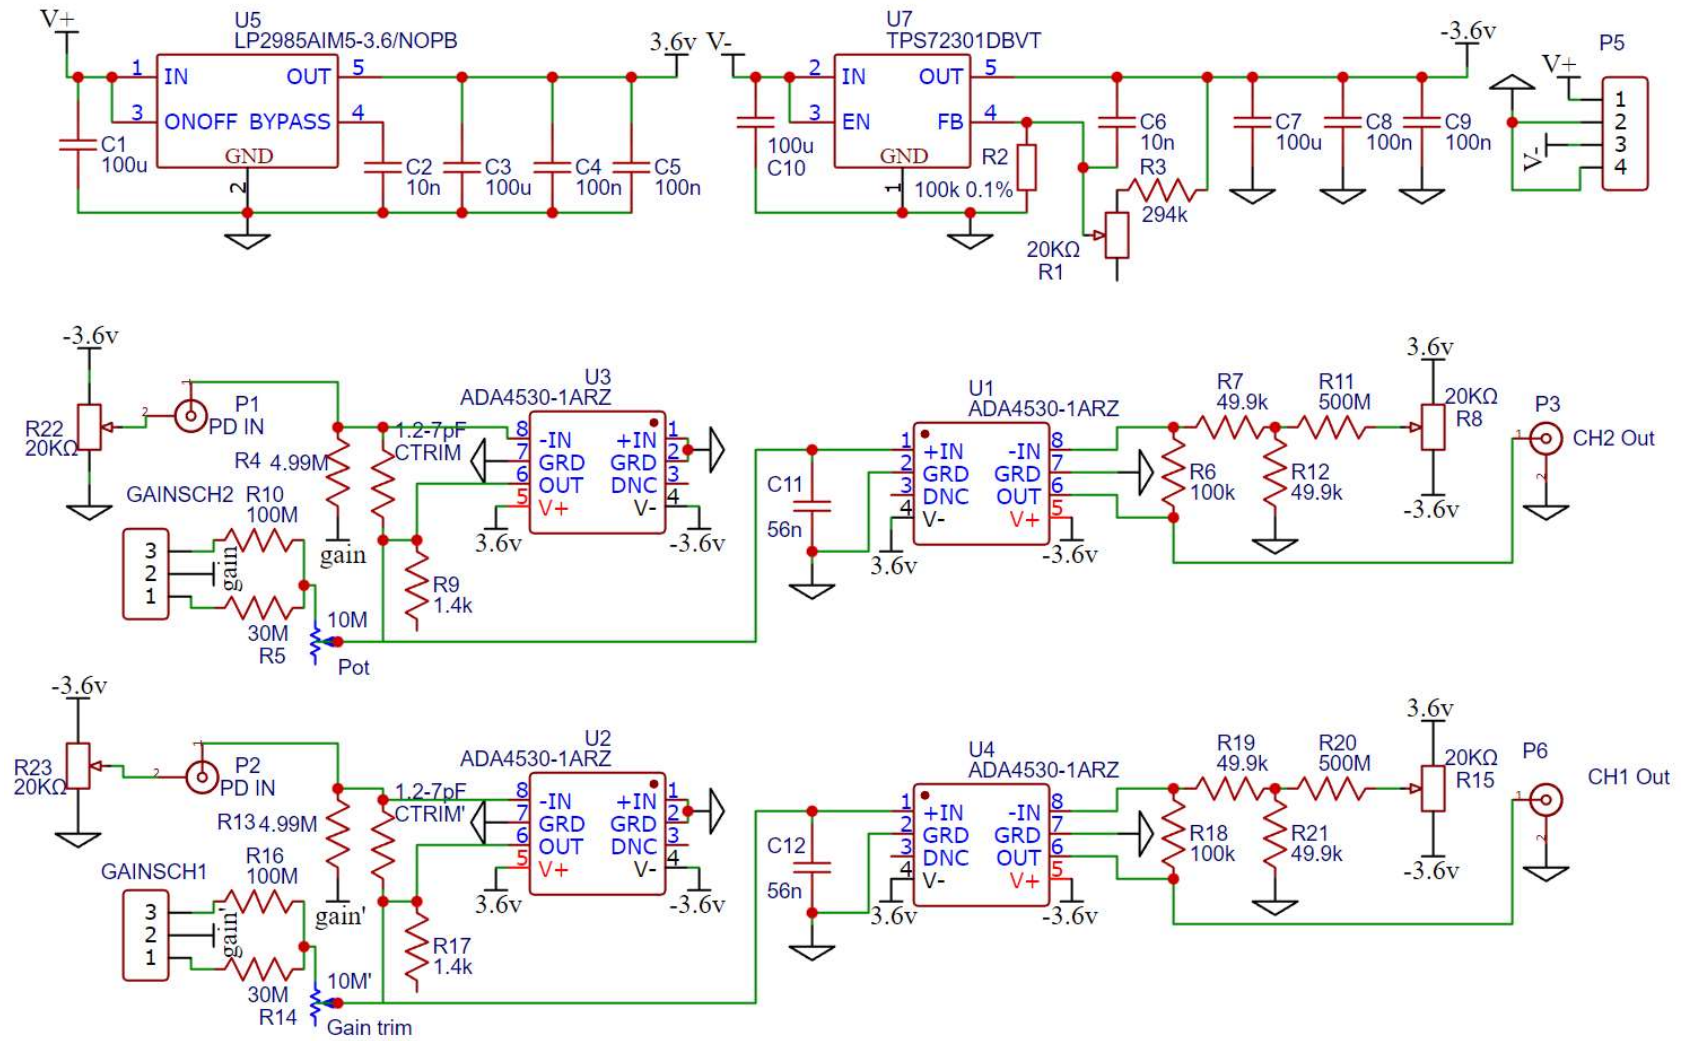 V+
U5
LP2985AIM5-3.6/NOPB
1 IN OUT 5
3 ONOFF BYPASS 4
GND
2
C1
100u
C2
10n
C3
100u
C4
100n
C5
100n
3.6v
V-
U7
TPS72301DBVT
2 IN OUT 5
3 EN FB 4
GND
1
100u
C10
R2
100k 0.1%
C6
10n
R3
294k
20KΩ
R1
C7
100u
C8
100n
C9
100n
-3.6v
P5
V+
V-
1
2
3
4
-3.6v
R22
20KΩ
1
2
P1
PD IN
R4 4.99M
gain
1.2-7pF
CTRIM
GAINSCH2
R10
100M
3
2
1
gain
30M
R5
10M
Pot
R9
1.4k
U3
ADA4530-1ARZ
8 -IN +IN 1
7 GRD GRD 2
6 OUT DNC 3
5 V+ V- 4
3.6v
-3.6v
C11
56n
U1
ADA4530-1ARZ
1 +IN -IN 8
2 GRD GRD 7
3 DNC OUT 6
4 V- V+ 5
3.6v
-3.6v
R7
49.9k
R11
500M
R6
100k
R12
49.9k
3.6v
20KΩ
R8
-3.6v
P3
1
2
CH2 Out
-3.6v
R23
20KΩ
1
2
P2
PD IN
R13 4.99M
gain'
1.2-7pF
CTRIM'
GAINSCH1
R16
100M
3
2
1
gain'
30M
R14
10M'
Gain trim
R17
1.4k
U2
ADA4530-1ARZ
8 -IN +IN 1
7 GRD GRD 2
6 OUT DNC 3
5 V+ V- 4
3.6v
-3.6v
C12
56n
U4
ADA4530-1ARZ
1 +IN -IN 8
2 GRD GRD 7
3 DNC OUT 6
4 V- V+ 5
3.6v
-3.6v
R19
49.9k
R20
500M
R18
100k
R21
49.9k
3.6v
20KΩ
R15
-3.6v
P6
1
2
CH1 Out